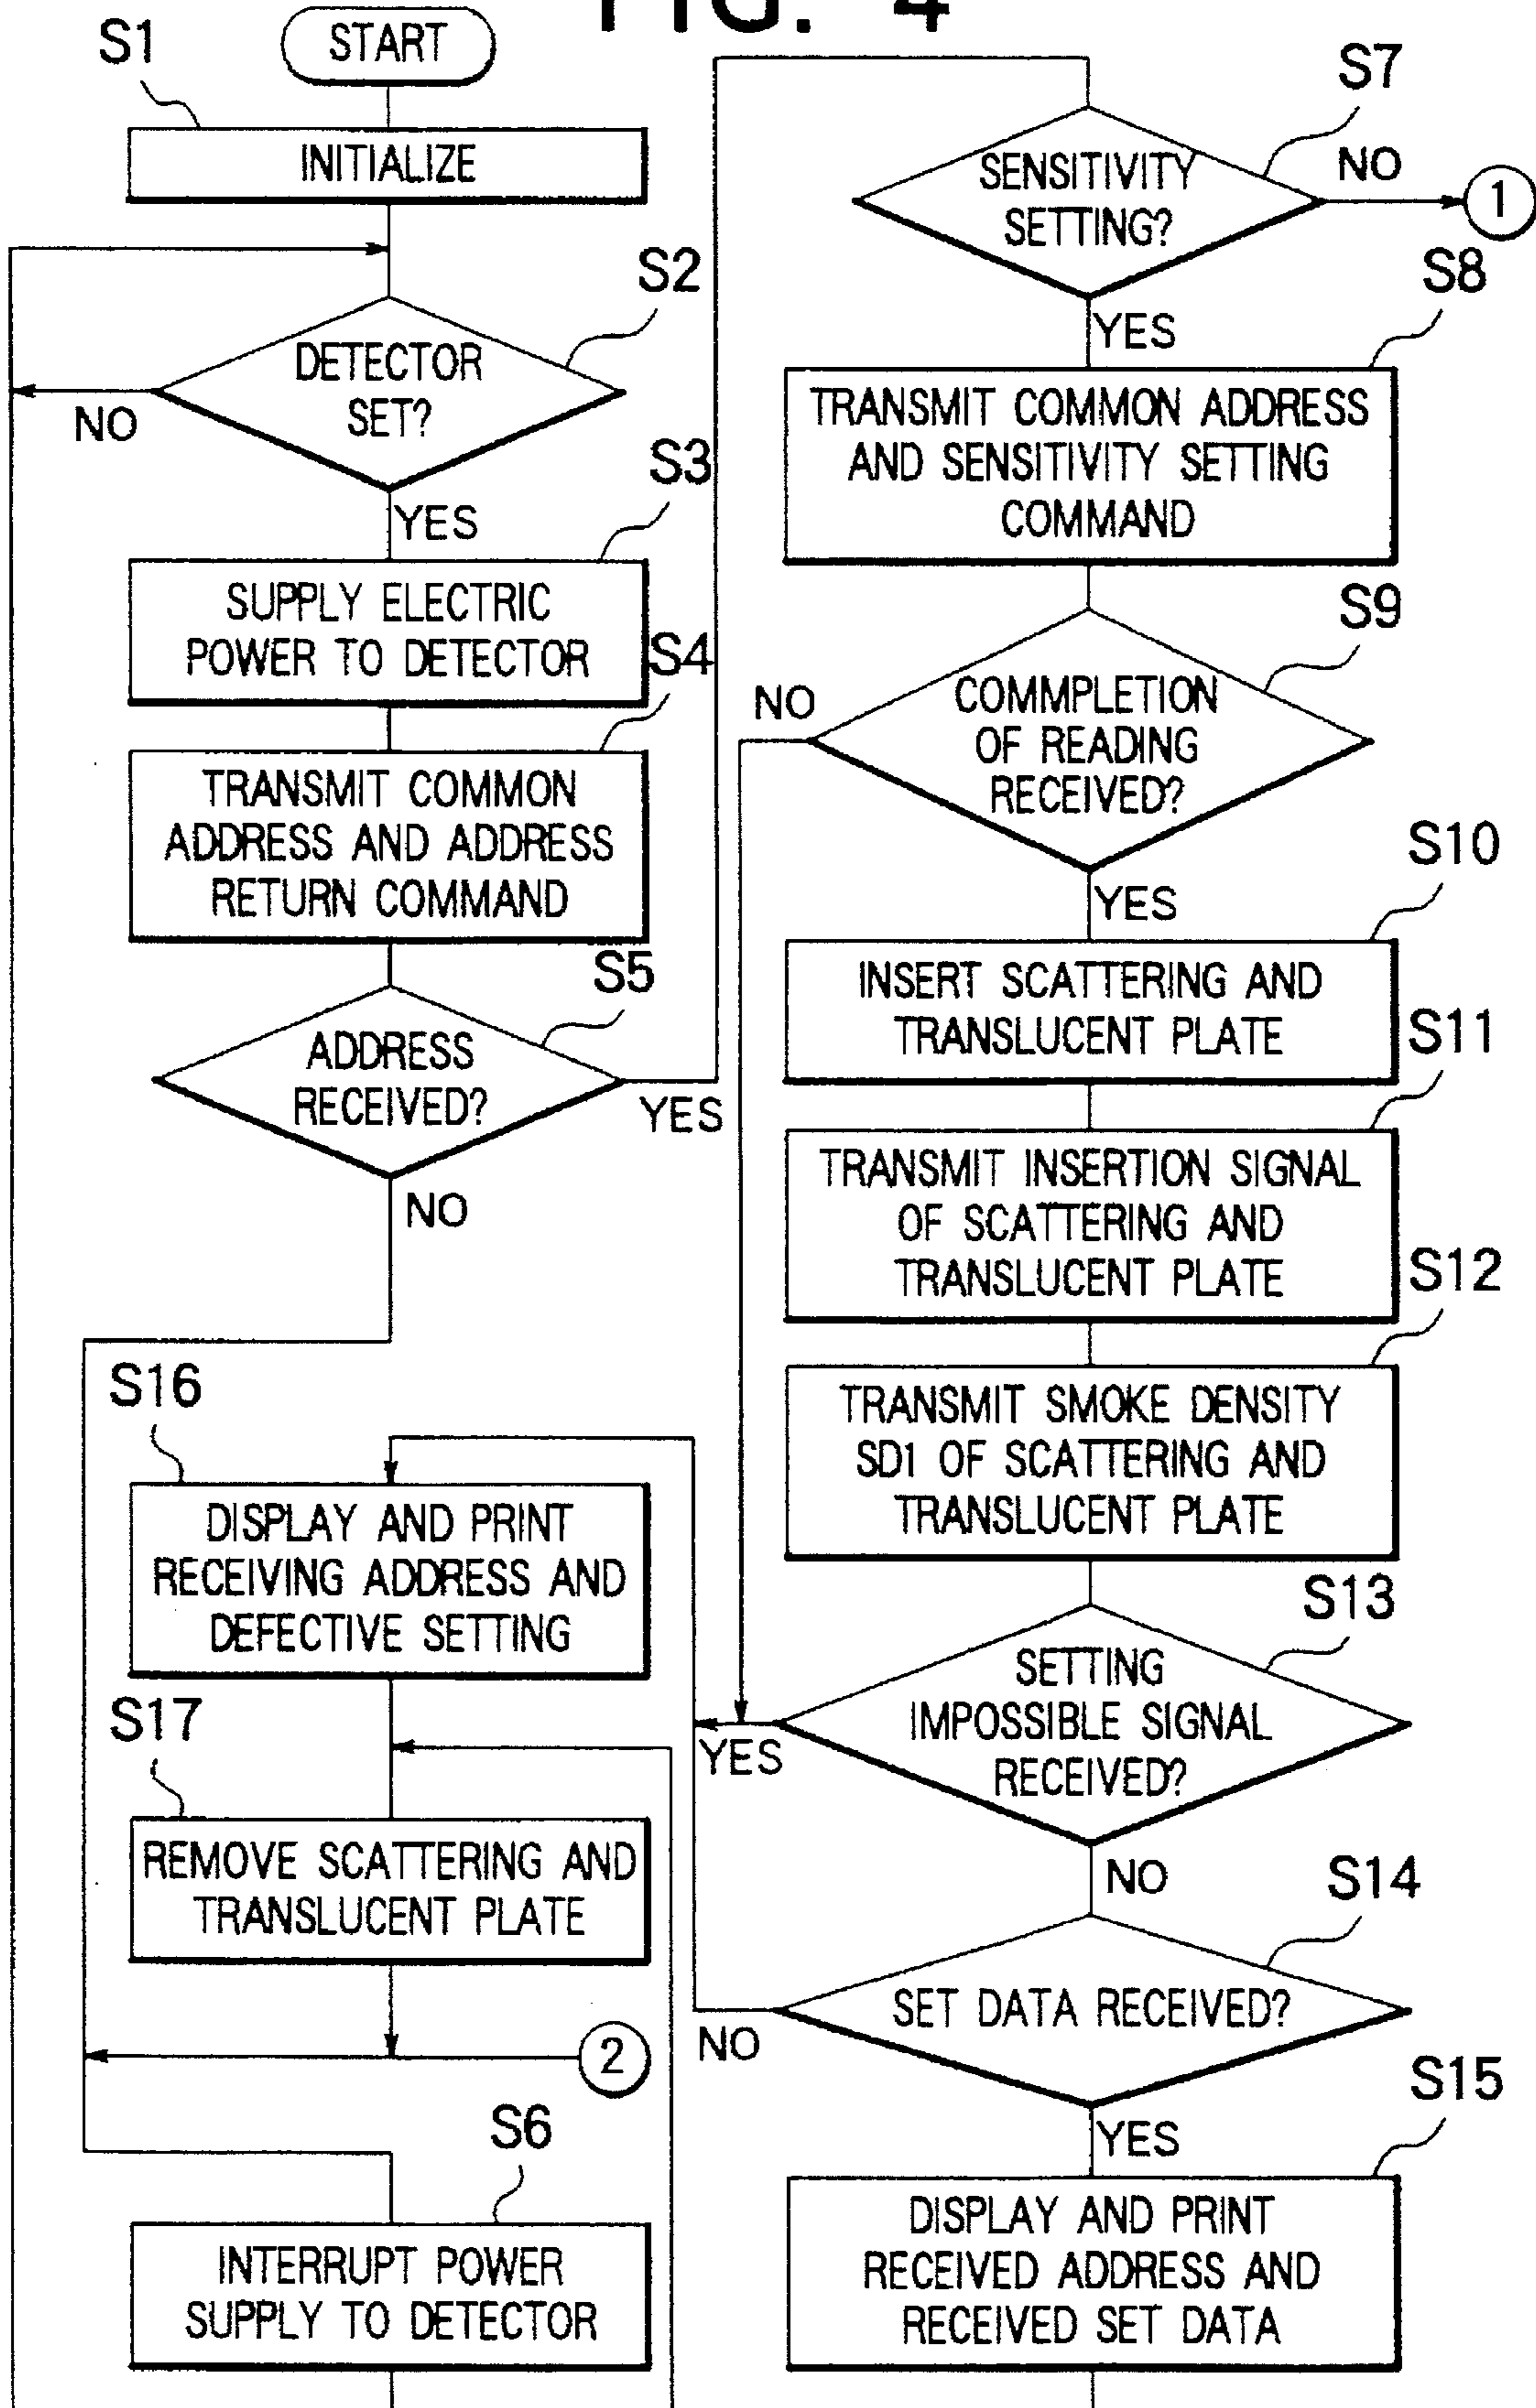 FIG. 4
START
S1
INITIALIZE
S2
DETECTOR
SET?
NO
YES
S3
SUPPLY ELECTRIC
POWER TO DETECTOR
S4
TRANSMIT COMMON
ADDRESS AND ADDRESS
RETURN COMMAND
S5
ADDRESS
RECEIVED?
YES
NO
S16
DISPLAY AND PRINT
RECEIVING ADDRESS AND
DEFECTIVE SETTING
S17
REMOVE SCATTERING AND
TRANSLUCENT PLATE
2
S6
INTERRUPT POWER
SUPPLY TO DETECTOR
S7
SENSITIVITY
SETTING?
NO
1
YES
S8
TRANSMIT COMMON ADDRESS
AND SENSITIVITY SETTING
COMMAND
S9
COMMPLETION
OF READING
RECEIVED?
NO
YES
S10
INSERT SCATTERING AND
TRANSLUCENT PLATE
S11
TRANSMIT INSERTION SIGNAL
OF SCATTERING AND
TRANSLUCENT PLATE
S12
TRANSMIT SMOKE DENSITY
SD1 OF SCATTERING AND
TRANSLUCENT PLATE
S13
SETTING
IMPOSSIBLE SIGNAL
RECEIVED?
YES
NO
S14
SET DATA RECEIVED?
NO
YES
S15
DISPLAY AND PRINT
RECEIVED ADDRESS AND
RECEIVED SET DATA